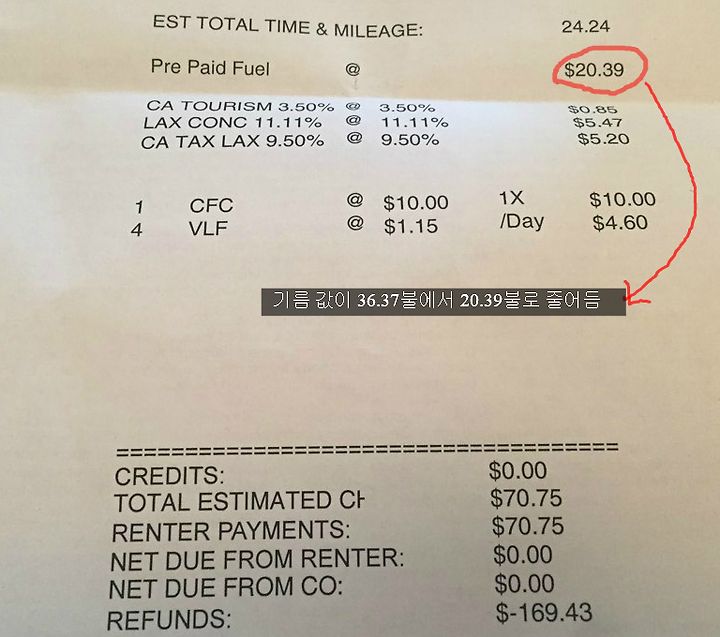 EST TOTAL TIME & MILEAGE: 24.24
Pre Paid Fuel @ $20.39
CA TOURISM 3.50% @ 3.50% $0.85
LAX CONC 11.11% @ 11.11% $5.47
CA TAX LAX 9.50% @ 9.50% $5.20
1 CFC @ $10.00 1X $10.00
4 VLF @ $1.15 /Day $4.60
기름 값이 36.37불에서 20.39불로 줄어듬
====================================
CREDITS: $0.00
TOTAL ESTIMATED CH $70.75
RENTER PAYMENTS: $70.75
NET DUE FROM RENTER: $0.00
NET DUE FROM CO: $0.00
REFUNDS: $-169.43